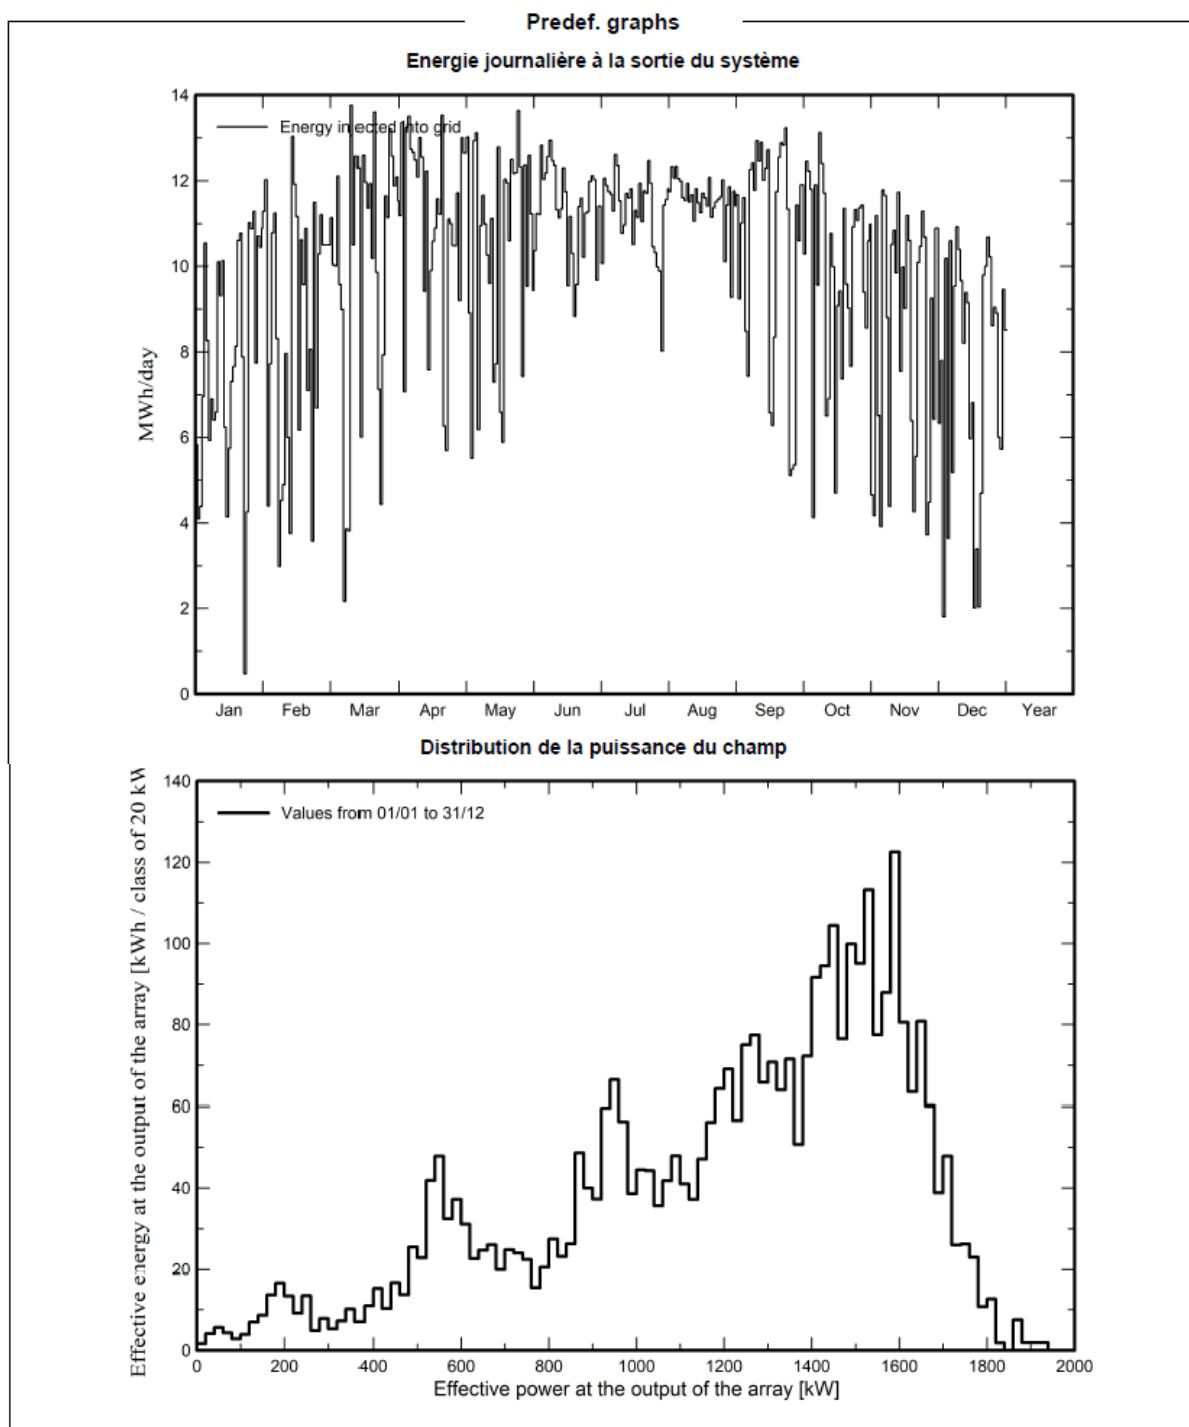 Predef. graphs
Energie journalière à la sortie du système
14
12
10
8
6
4
2
0
MWh/day
Energy injected into grid
Jan Feb Mar Apr May Jun Jul Aug Sep Oct Nov Dec Year
Distribution de la puissance du champ
140
120
100
80
60
40
20
0
Effective energy at the output of the array [kWh / class of 20 kW
Values from 01/01 to 31/12
0 200 400 600 800 1000 1200 1400 1600 1800 2000
Effective power at the output of the array [kW]